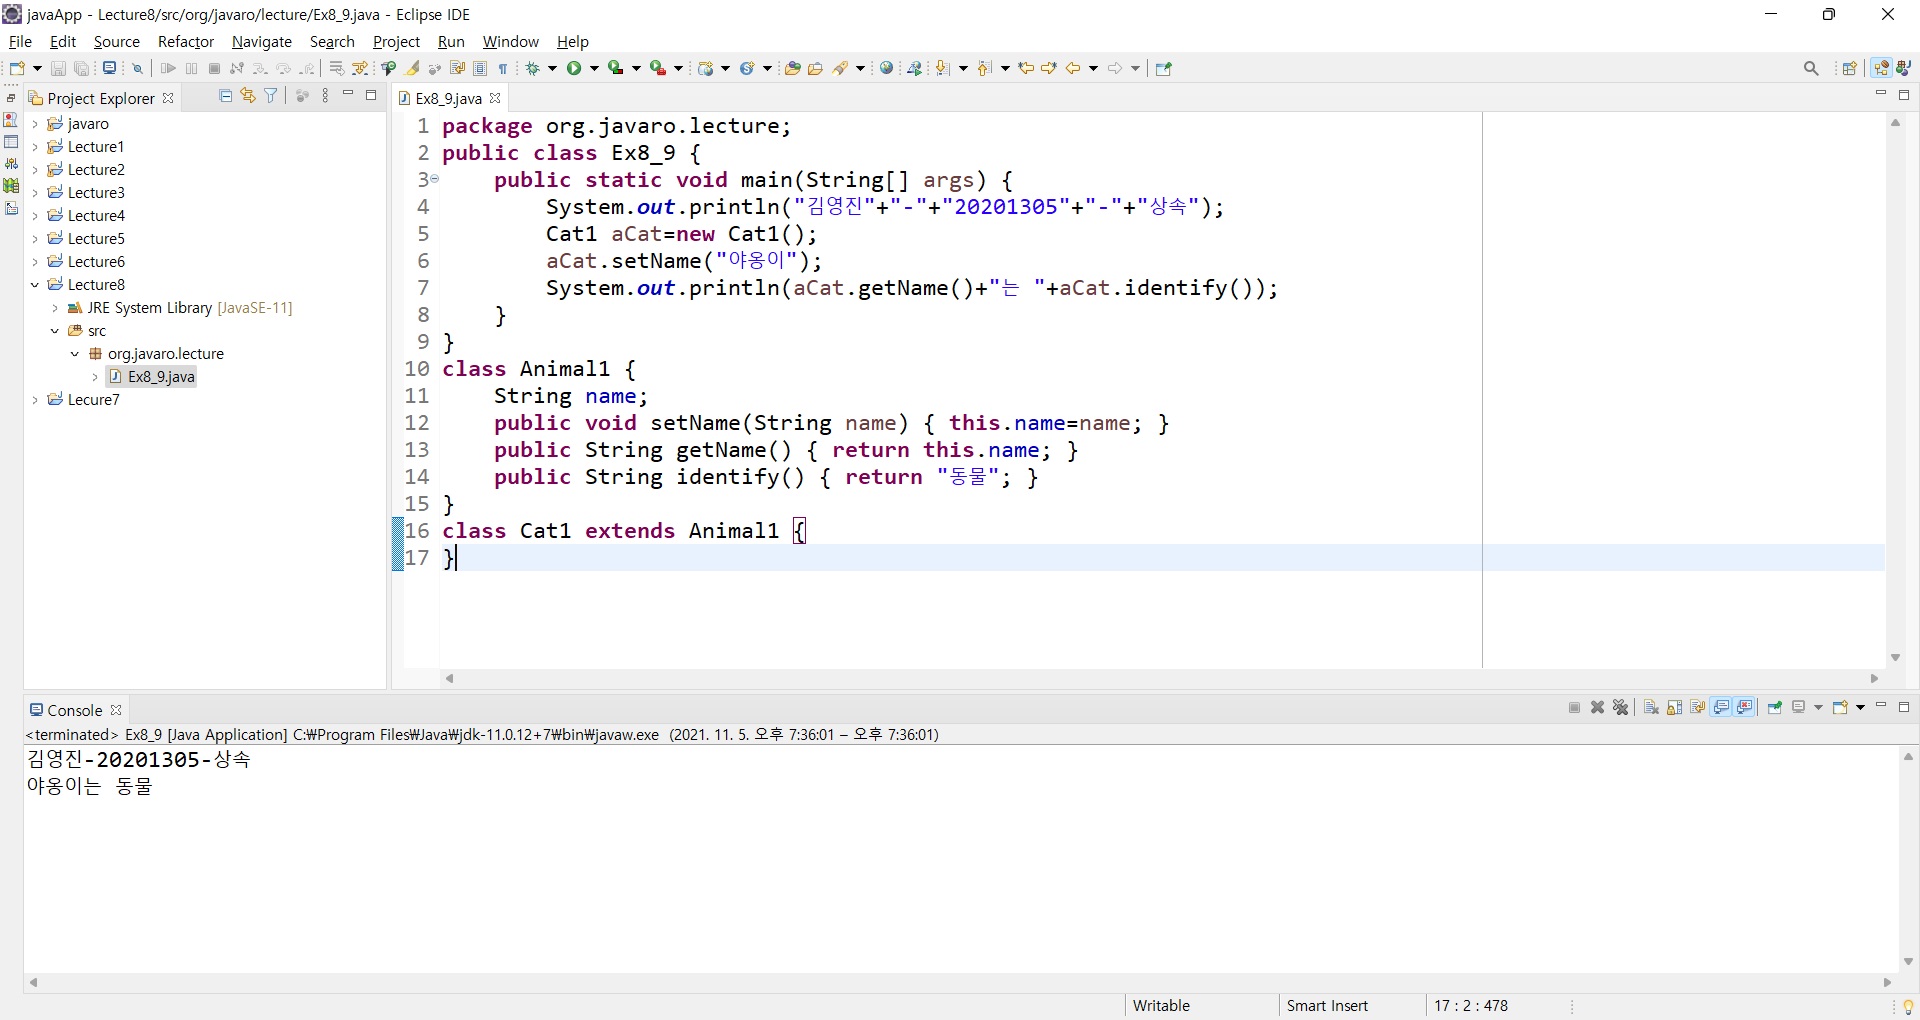 javaApp - Lecture8/src/org/javaro/lecture/Ex8_9.java - Eclipse IDE
File Edit Source Refactor Navigate Search Project Run Window Help
Project Explorer
javaro
Lecture1
Lecture2
Lecture3
Lecture4
Lecture5
Lecture6
Lecture8
JRE System Library [JavaSE-11]
src
org.javaro.lecture
Ex8_9.java
Lecure7
Ex8_9.java
1 package org.javaro.lecture;
2 public class Ex8_9 {
3 public static void main(String[] args) {
4 System.out.println("김영진"+"-"+"20201305"+"-"+"상속");
5 Cat1 aCat=new Cat1();
6 aCat.setName("야옹이");
7 System.out.println(aCat.getName()+"는 "+aCat.identify());
8 }
9 }
10 class Animal1 {
11 String name;
12 public void setName(String name) { this.name=name; }
13 public String getName() { return this.name; }
14 public String identify() { return "동물"; }
15 }
16 class Cat1 extends Animal1 {
17 }
Console
<terminated> Ex8_9 [Java Application] C:₩Program Files₩Java₩jdk-11.0.12+7₩bin₩javaw.exe (2021. 11. 5. 오후 7:36:01 – 오후 7:36:01)
김영진-20201305-상속
야옹이는 동물
Writable Smart Insert 17 : 2 : 478